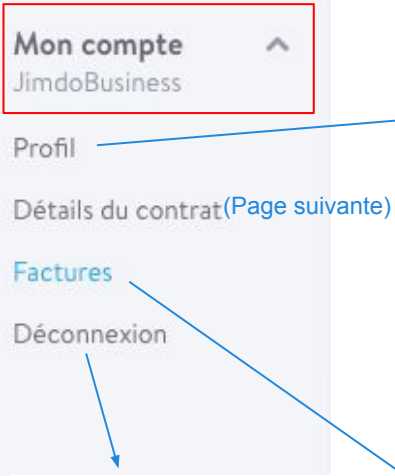 Mon compte
JimdoBusiness
Profil
Détails du contrat (Page suivante)
Factures
Déconnexion